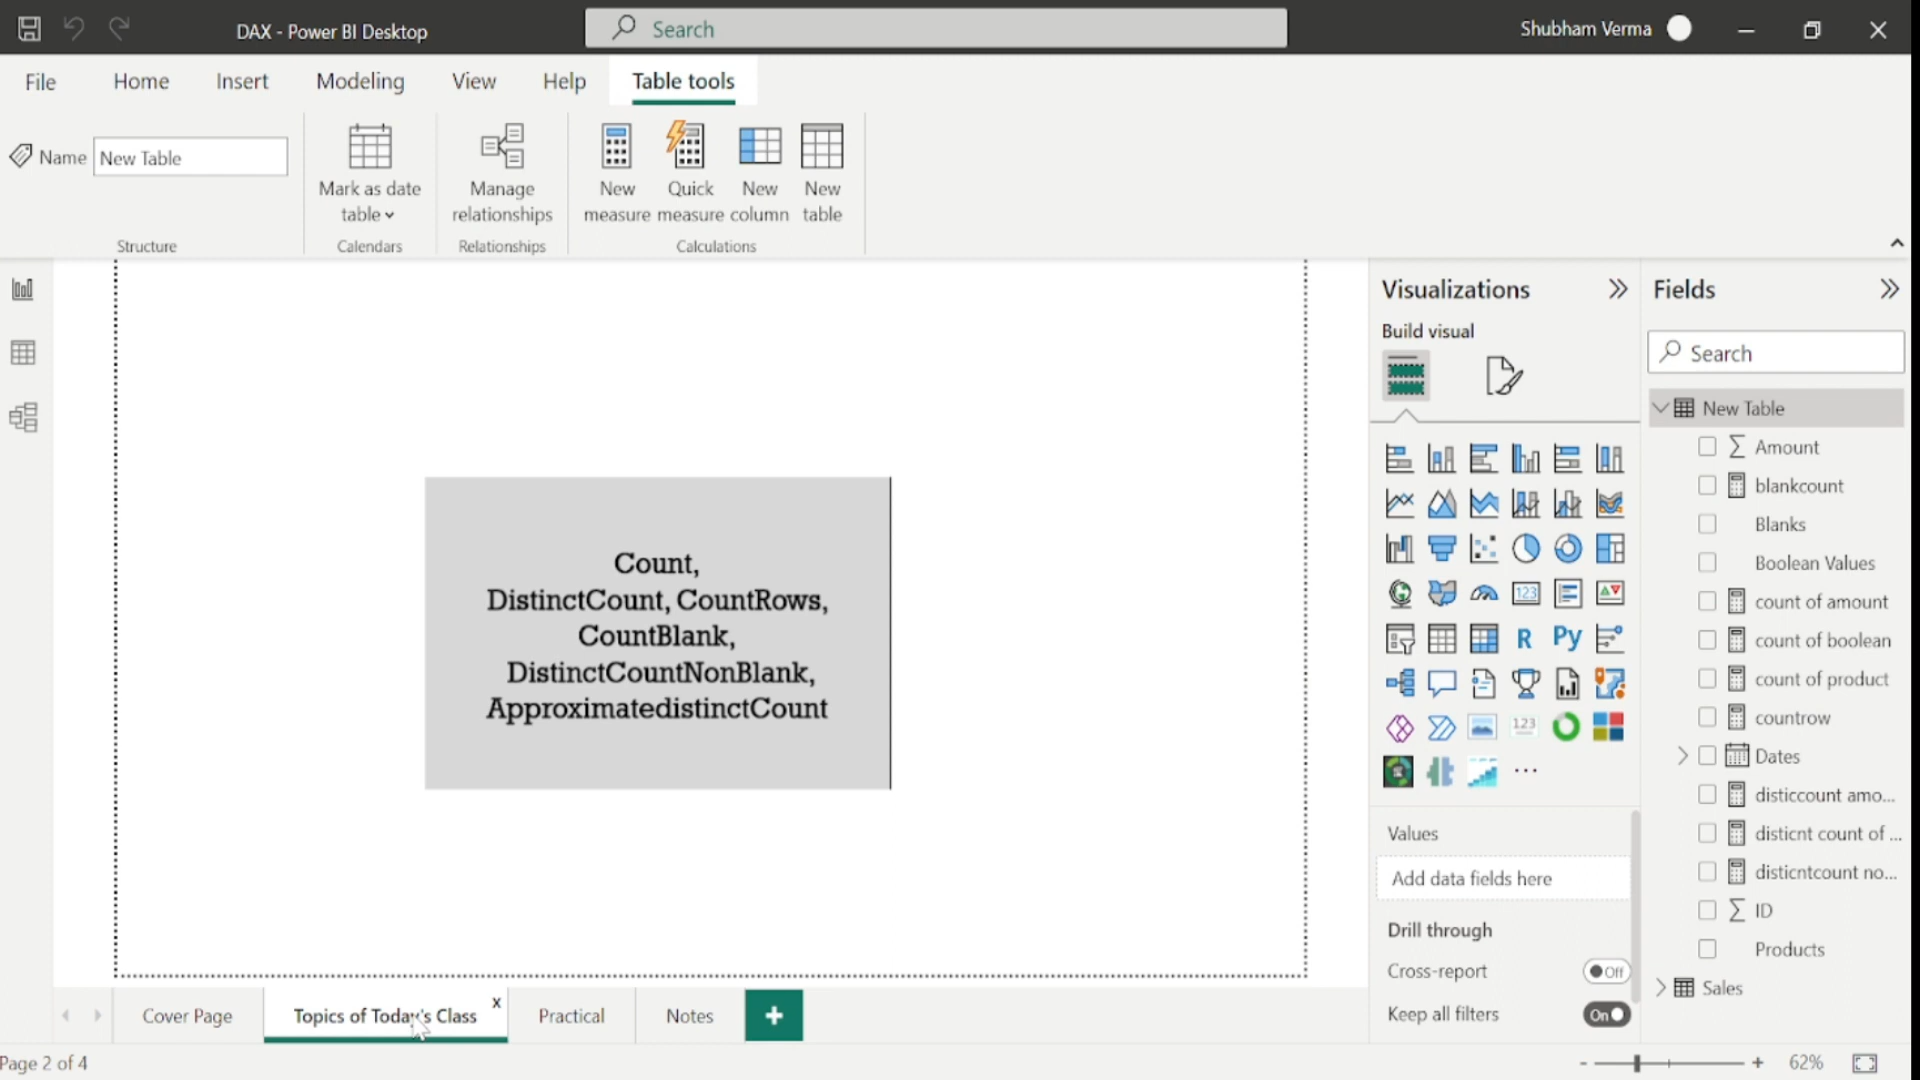 DAX - Power BI Desktop
Search
Shubham Verma
File
Home
Insert
Modeling
View
Help
Table tools
Name
New Table
Mark as date
table
Manage
relationships
New
measure
Quick
measure
New
column
New
table
Structure
Calendars
Relationships
Calculations
Count,
DistinctCount, CountRows,
CountBlank,
DistinctCountNonBlank,
ApproximatedistinctCount
Visualizations
Build visual
123
R
Py
123
Values
Add data fields here
Drill through
Cross-report
Off
Keep all filters
On
Fields
Search
New Table
Amount
blankcount
Blanks
Boolean Values
count of amount
count of boolean
count of product
countrow
Dates
disticcount amo...
disticnt count of ...
disticntcount no...
ID
Products
Sales
Cover Page
Topics of Today's Class
x
Practical
Notes
+
Page 2 of 4
- + 62%